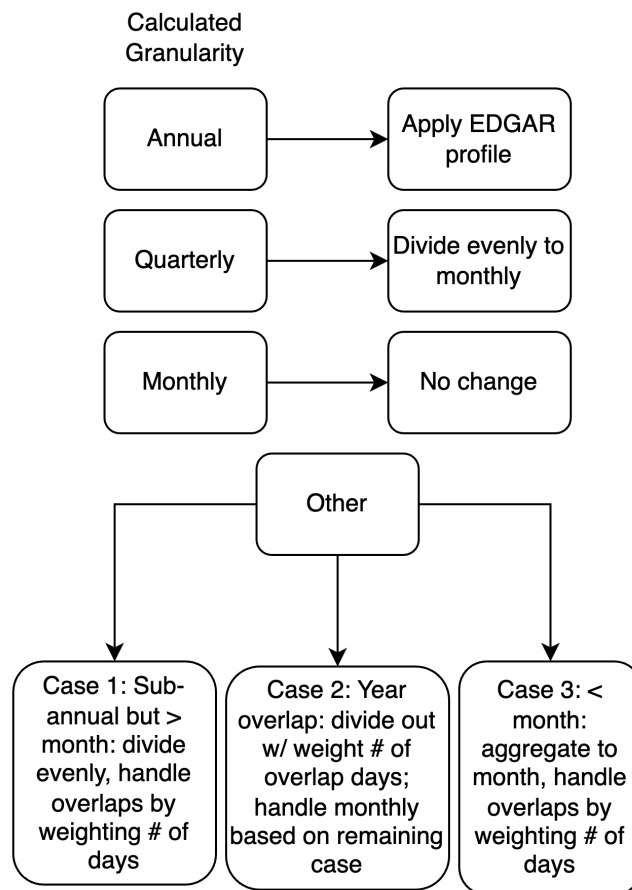 Calculated
Granularity
Annual
Apply EDGAR
profile
Quarterly
Divide evenly to
monthly
Monthly
No change
Other
Case 1: Sub-
annual but >
month: divide
evenly, handle
overlaps by
weighting # of
days
Case 2: Year
overlap: divide out
w/ weight # of
overlap days;
handle monthly
based on remaining
case
Case 3: <
month:
aggregate to
month, handle
overlaps by
weighting # of
days